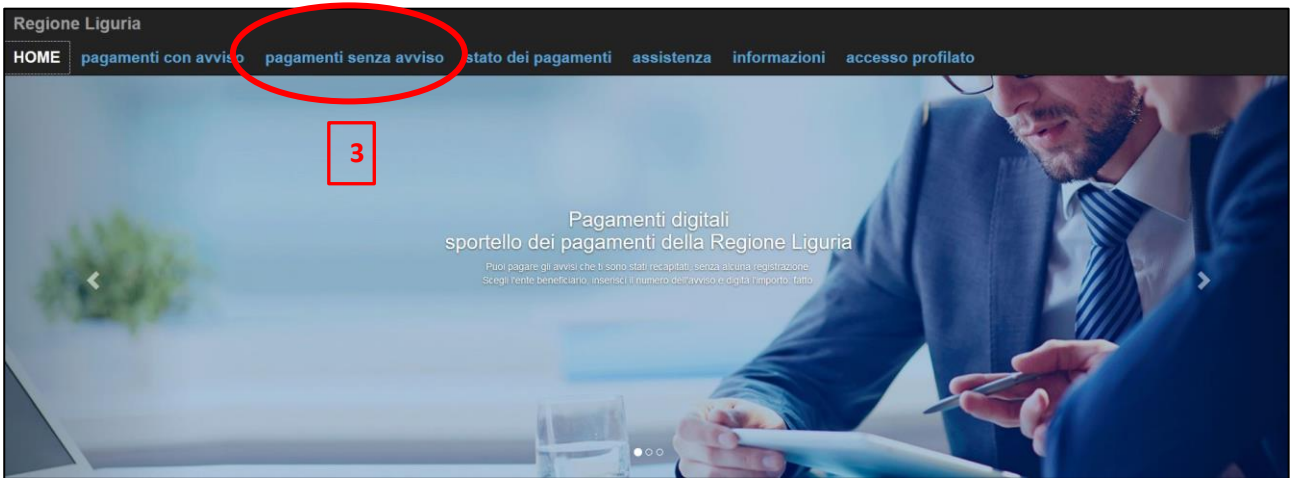 Regione Liguria
HOME pagamenti con avviso pagamenti senza avviso stato dei pagamenti assistenza informazioni accesso profilato
3
Pagamenti digitali
sportello dei pagamenti della Regione Liguria
Puoi pagare gli avvisi che ti sono stati recapitati, senza alcuna registrazione
Scegli l'ente beneficiario, inserisci il numero dell'avviso e digita l'importo, fatto